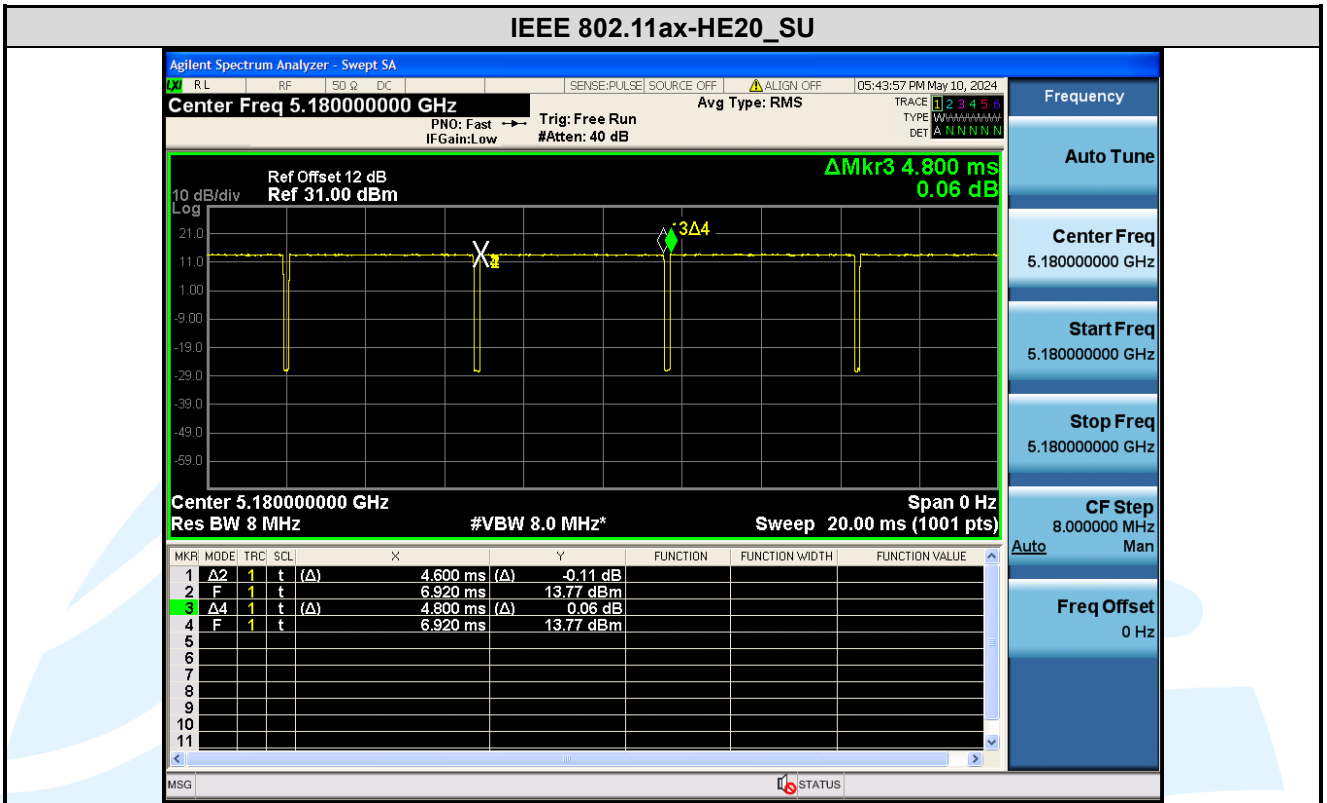 IEEE 802.11ax-HE20_SU
Agilent Spectrum Analyzer - Swept SA
LXI RL RF 50 Ω DC SENSE:PULSE SOURCE OFF ALIGN OFF 05:43:57 PM May 10, 2024
Center Freq 5.180000000 GHz Avg Type: RMS TRACE 1 2 3 4 5 6
PNO: Fast Trig: Free Run TYPE
IFGain:Low #Atten: 40 dB DET A N N N N N
ΔMkr3 4.800 ms
Ref Offset 12 dB
10 dB/div Ref 31.00 dBm 0.06 dB
Log
21.0
3Δ4
11.0
1.00
-9.00
-19.0
-29.0
-39.0
-49.0
-59.0
Center 5.180000000 GHz Span 0 Hz
Res BW 8 MHz #VBW 8.0 MHz* Sweep 20.00 ms (1001 pts)
MKR MODE TRC SCL X Y FUNCTION FUNCTION WIDTH FUNCTION VALUE
1 Δ2 1 t (Δ) 4.600 ms (Δ) -0.11 dB
2 F 1 t 6.920 ms 13.77 dBm
3 Δ4 1 t (Δ) 4.800 ms (Δ) 0.06 dB
4 F 1 t 6.920 ms 13.77 dBm
5
6
7
8
9
10
11
MSG STATUS
Frequency
Auto Tune
Center Freq
5.180000000 GHz
Start Freq
5.180000000 GHz
Stop Freq
5.180000000 GHz
CF Step
8.000000 MHz
Auto Man
Freq Offset
0 Hz